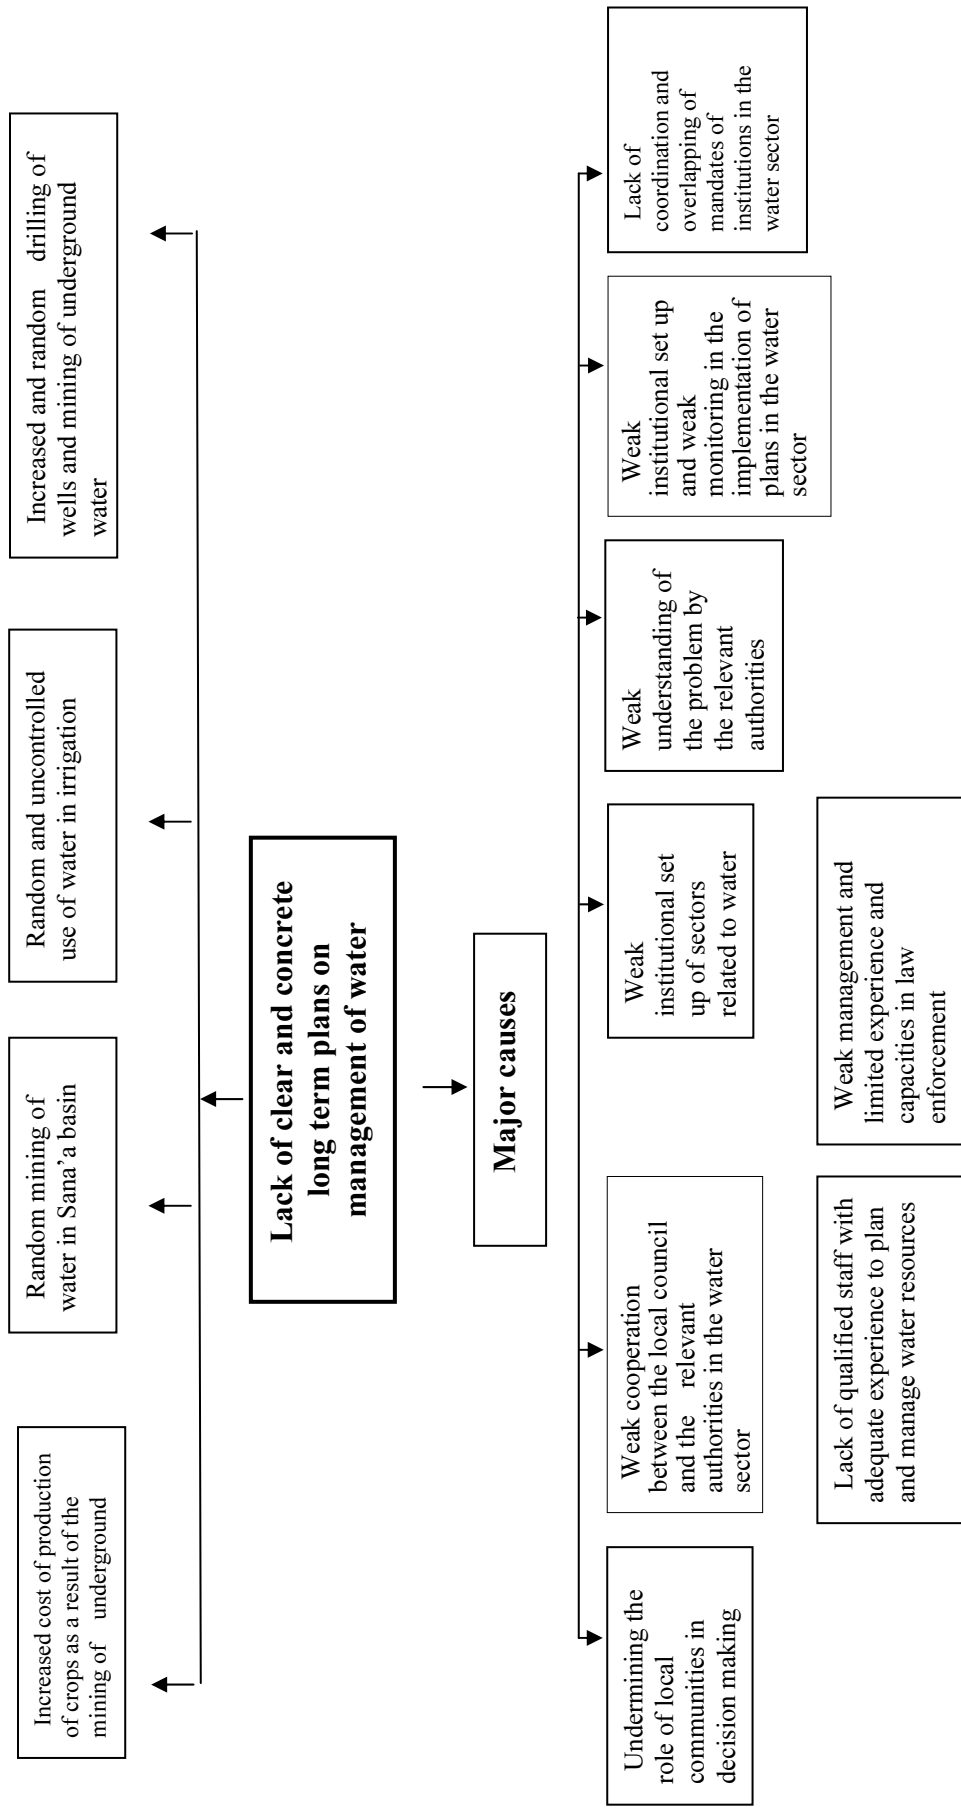 Increased cost of production
of crops as a result of the
mining of underground
Random mining of
water in Sana'a basin
Random and uncontrolled
use of water in irrigation
Increased and random drilling of
wells and mining of underground
water
Lack of clear and concrete
long term plans on
management of water
Major causes
Undermining the
role of local
communities in
decision making
Weak cooperation
between the local council
and the relevant
authorities in the water
sector
Weak
institutional set
up of sectors
related to water
Weak
understanding of
the problem by
the relevant
authorities
Weak
institutional set up
and weak
monitoring in the
implementation of
plans in the water
sector
Lack of
coordination and
overlapping of
mandates of
institutions in the
water sector
Lack of qualified staff with
adequate experience to plan
and manage water resources
Weak management and
limited experience and
capacities in law
enforcement